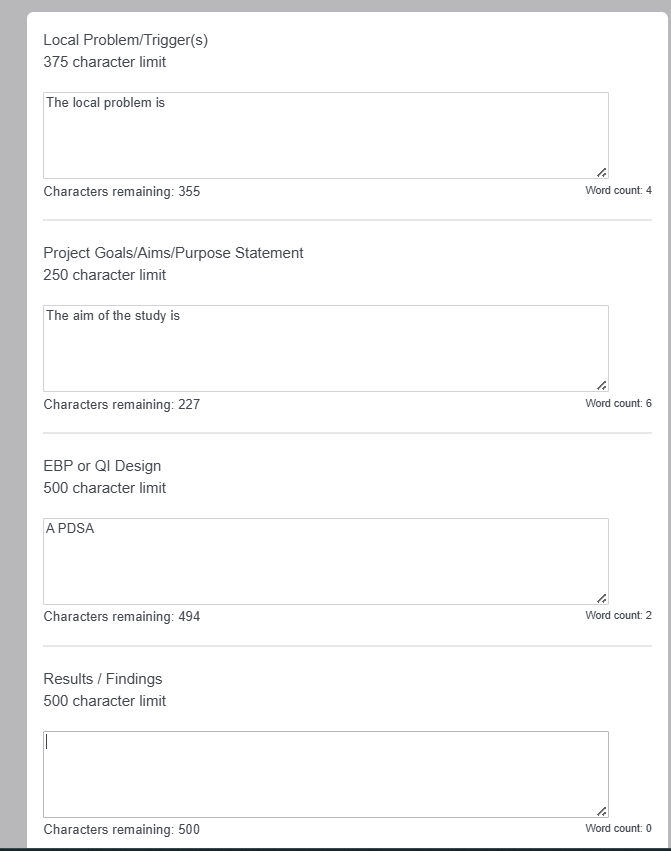 Local Problem/Trigger(s)
375 character limit
The local problem is
Characters remaining: 355
Word count: 4
Project Goals/Aims/Purpose Statement
250 character limit
The aim of the study is
Characters remaining: 227
Word count: 6
EBP or QI Design
500 character limit
A PDSA
Characters remaining: 494
Word count: 2
Results / Findings
500 character limit
Characters remaining: 500
Word count: 0